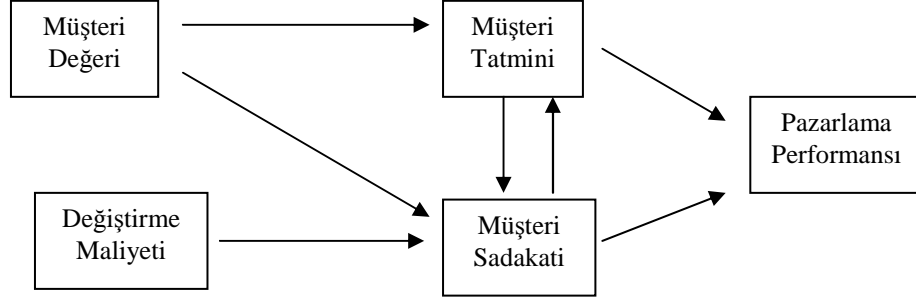 Müşteri
Değeri
Müşteri
Tatmini
Pazarlama
Performansı
Değiştirme
Maliyeti
Müşteri
Sadakati